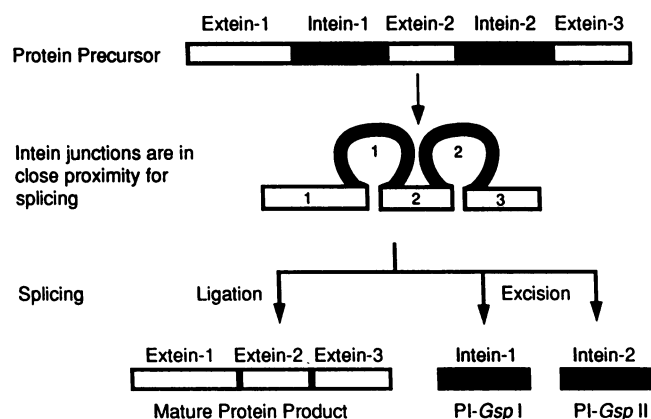 Extein-1 Intein-1 Extein-2 Intein-2 Extein-3
Protein Precursor
Intein junctions are in
close proximity for
splicing
1 2
1 2 3
Splicing Ligation Excision
Extein-1 Extein-2 Extein-3 Intein-1 Intein-2
Mature Protein Product PI-Gsp I PI-Gsp II